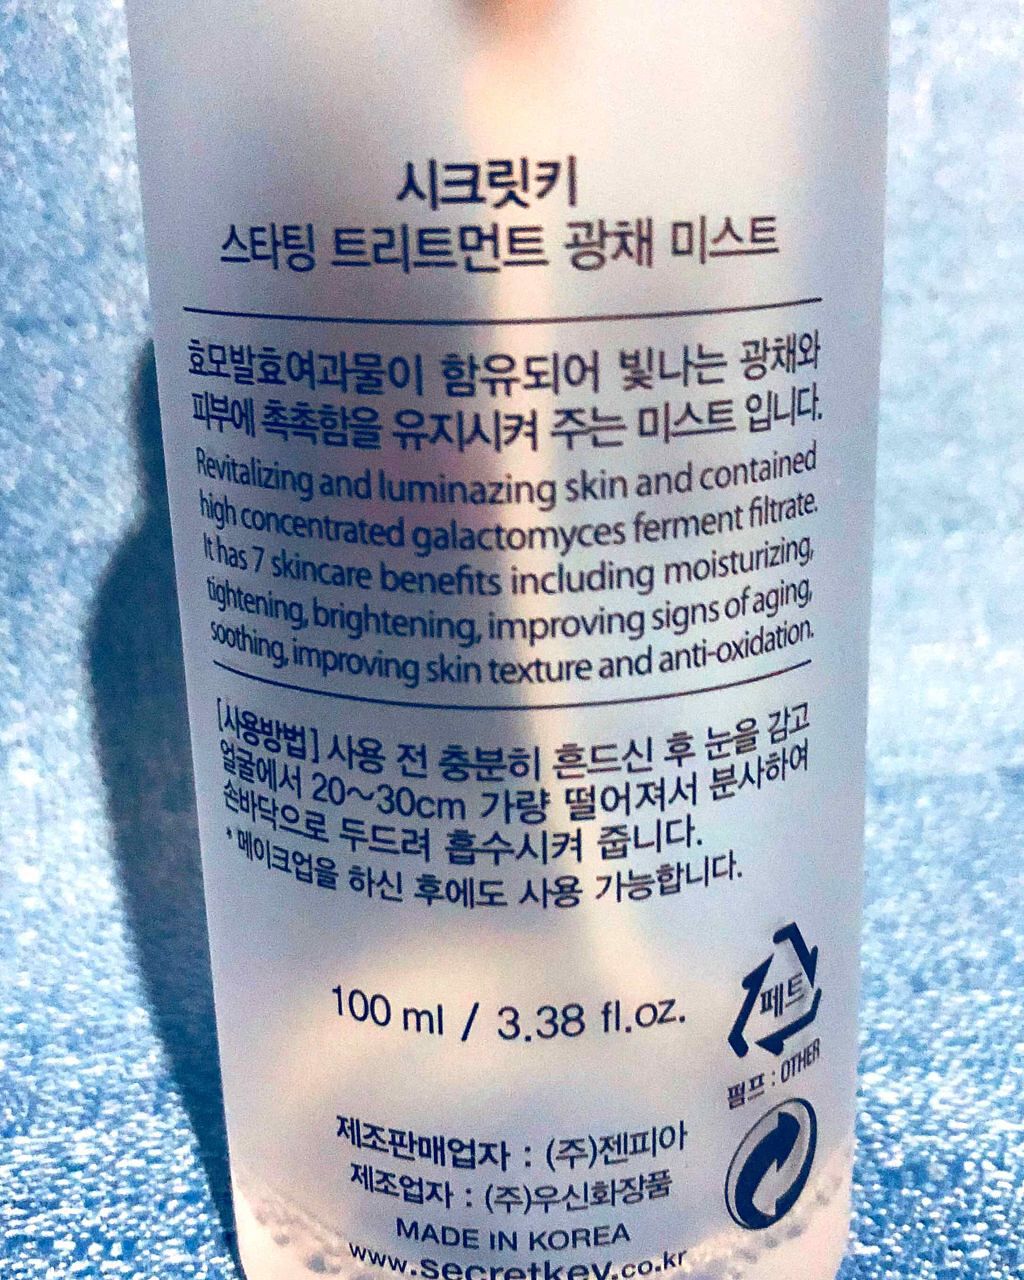 시크릿키
스타팅 트리트먼트 광채 미스트
효모발효여과물이 함유되어 빛나는 광채와
피부에 촉촉함을 유지시켜 주는 미스트 입니다.
Revitalizing and luminazing skin and contained
high concentrated galactomyces ferment filtrate.
It has 7 skincare benefits including moisturizing,
tightening, brightening, improving signs of aging,
soothing, improving skin texture and anti-oxidation.
[사용방법] 사용 전 충분히 흔드신 후 눈을 감고
얼굴에서 20~30cm 가량 떨어져서 분사하여
손바닥으로 두드려 흡수시켜 줍니다.
* 메이크업을 하신 후에도 사용 가능합니다.
페트
100 ml / 3.38 fl.oz.
펌프 : OTHER
제조판매업자 : (주)젠피아
제조업자 : (주)우신화장품
MADE IN KOREA
www.secretkey.co.kr